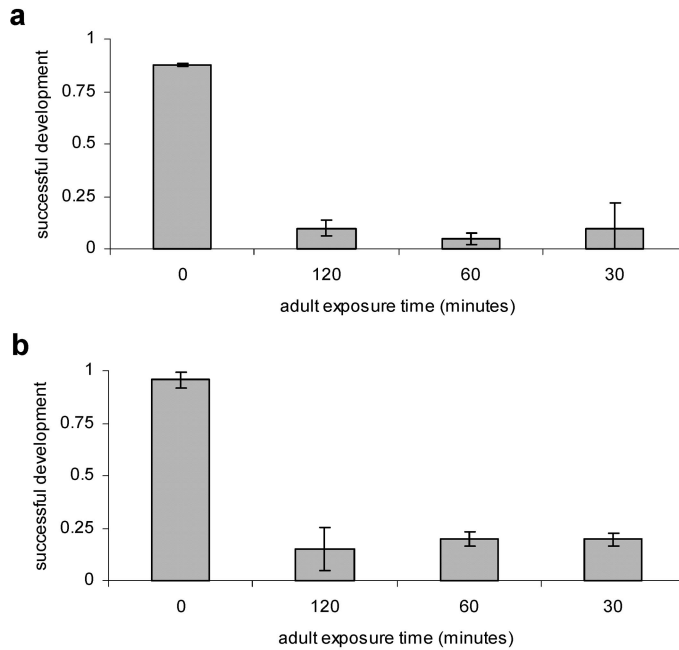 a
successful development
1
0.75
0.5
0.25
0
0 120 60 30
adult exposure time (minutes)
b
successful development
1
0.75
0.5
0.25
0
0 120 60 30
adult exposure time (minutes)